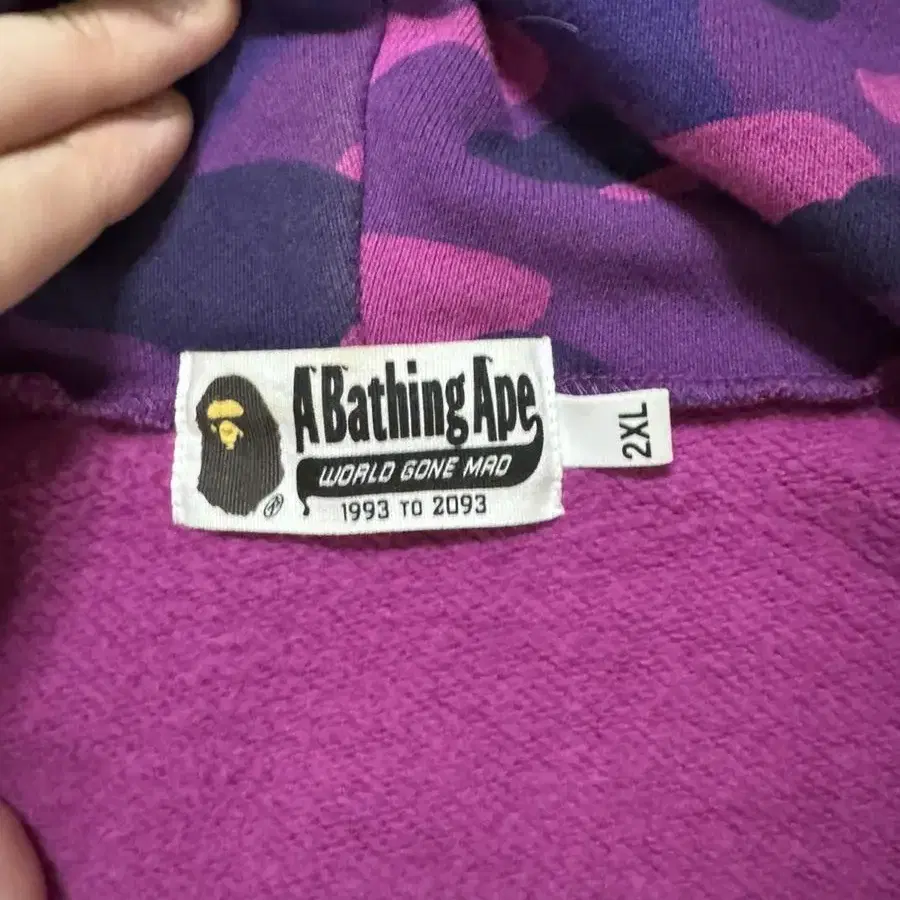 A Bathing Ape
WORLD GONE MAD
1993 TO 2093
2XL